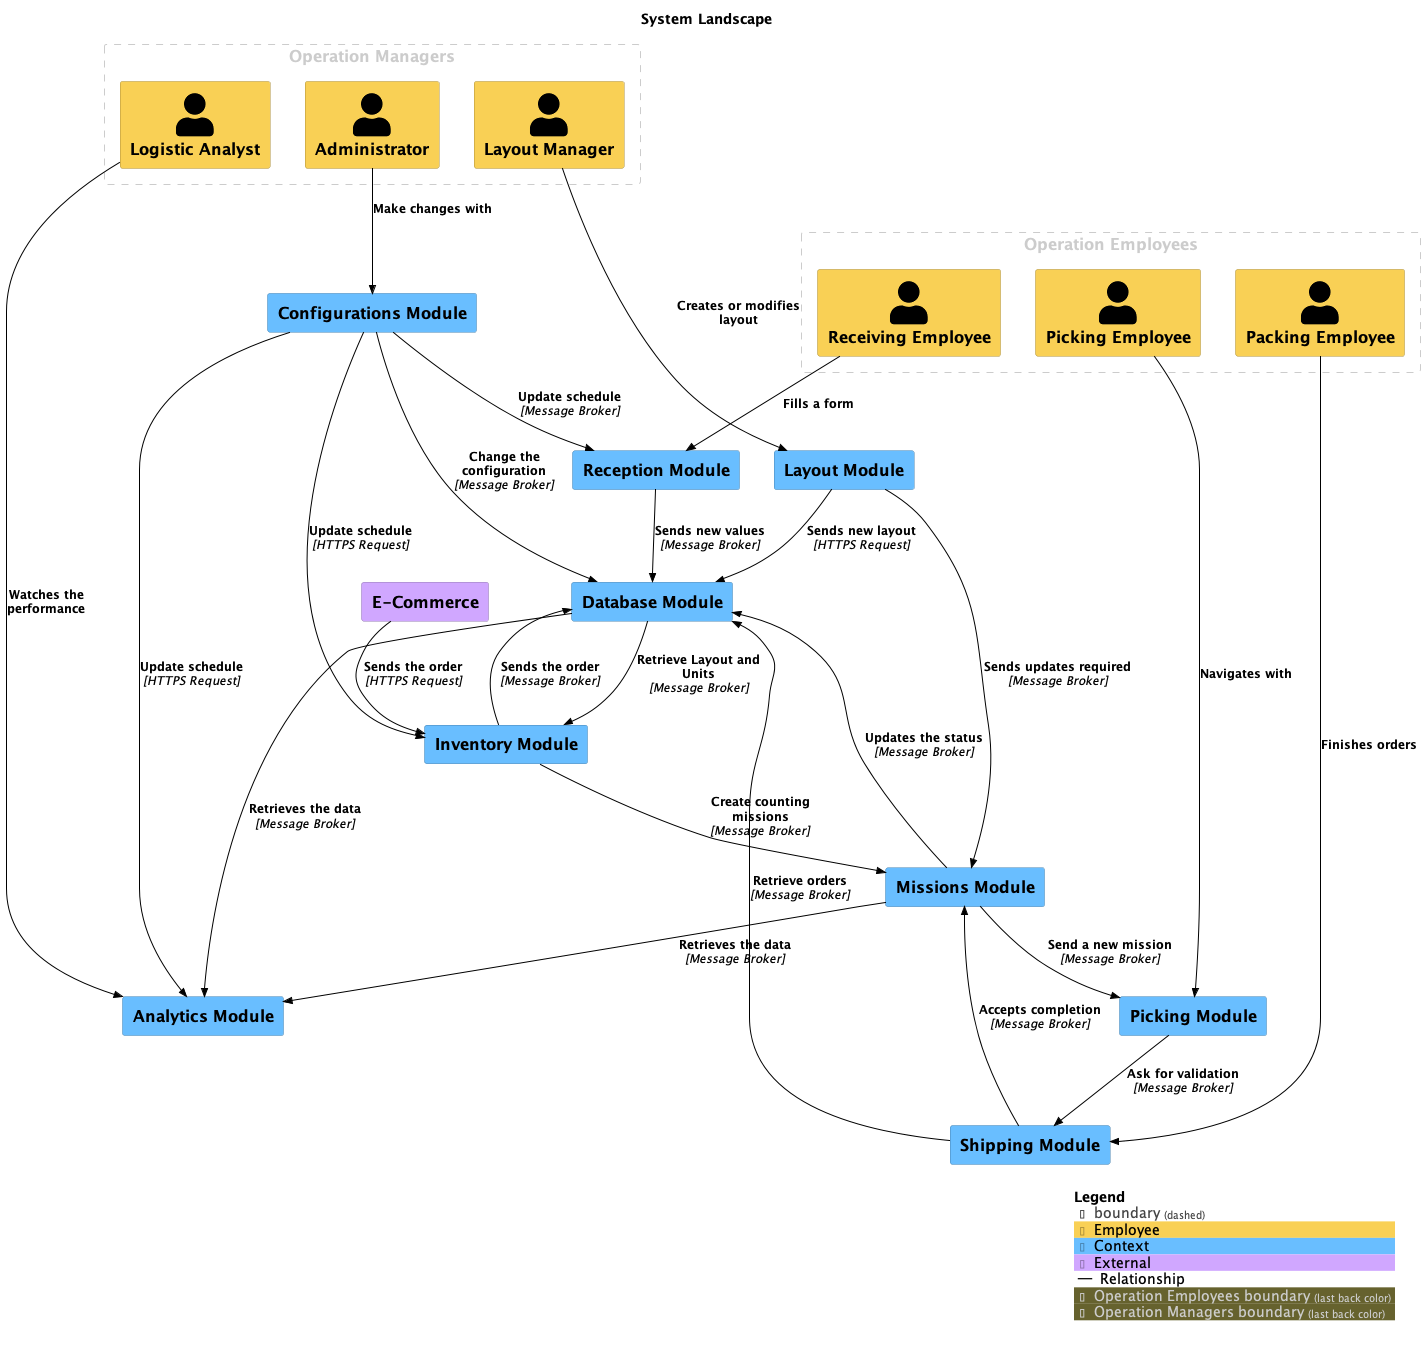 System Landscape
Operation Managers
Logistic Analyst
Administrator
Layout Manager
Make changes with
Operation Employees
Receiving Employee
Picking Employee
Packing Employee
Configurations Module
Creates or modifies
layout
Fills a form
Update schedule
[Message Broker]
Change the
configuration
[Message Broker]
Reception Module
Layout Module
Update schedule
[HTTPS Request]
Sends new values
[Message Broker]
Sends new layout
[HTTPS Request]
Watches the
performance
E-Commerce
Database Module
Update schedule
[HTTPS Request]
Sends the order
[HTTPS Request]
Sends the order
[Message Broker]
Retrieve Layout and
Units
[Message Broker]
Sends updates required
[Message Broker]
Navigates with
Inventory Module
Updates the status
[Message Broker]
Finishes orders
Retrieves the data
[Message Broker]
Create counting
missions
[Message Broker]
Retrieve orders
[Message Broker]
Missions Module
Retrieves the data
[Message Broker]
Send a new mission
[Message Broker]
Analytics Module
Accepts completion
[Message Broker]
Picking Module
Ask for validation
[Message Broker]
Shipping Module
Legend
boundary (dashed)
Employee
Context
External
Relationship
Operation Employees boundary (last back color)
Operation Managers boundary (last back color)